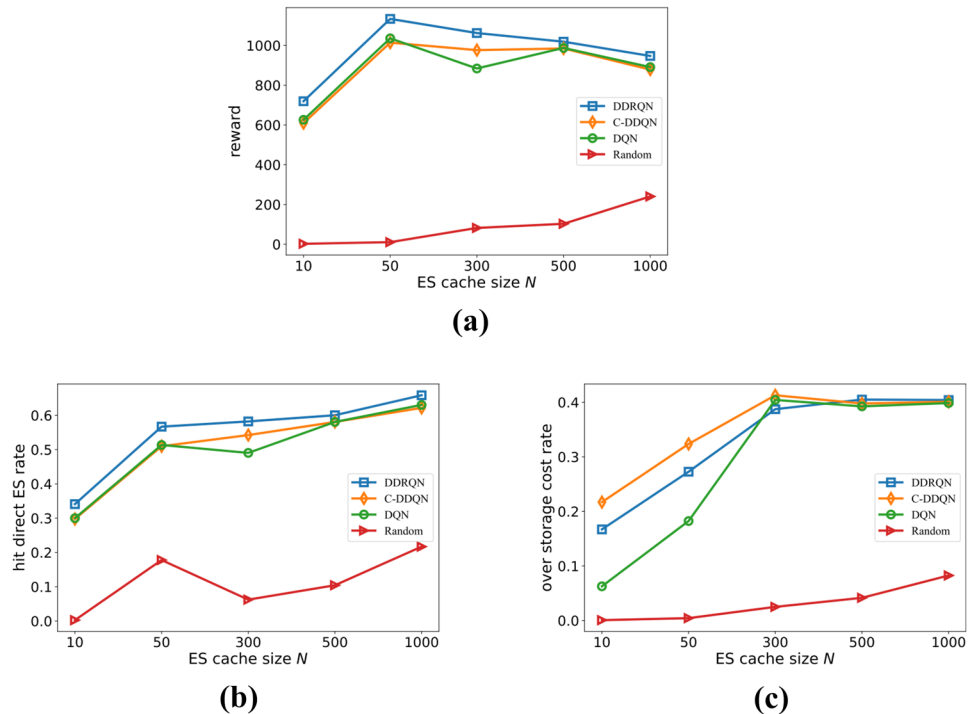 reward
1000
800
600
400
200
0
DDRQN
C-DDQN
DQN
Random
10 50 300 500 1000
ES cache size N
(a)
hit direct ES rate
0.6
0.5
0.4
0.3
0.2
0.1
0.0
DDRQN
C-DDQN
DQN
Random
10 50 300 500 1000
ES cache size N
(b)
over storage cost rate
0.4
0.3
0.2
0.1
0.0
DDRQN
C-DDQN
DQN
Random
10 50 300 500 1000
ES cache size N
(c)